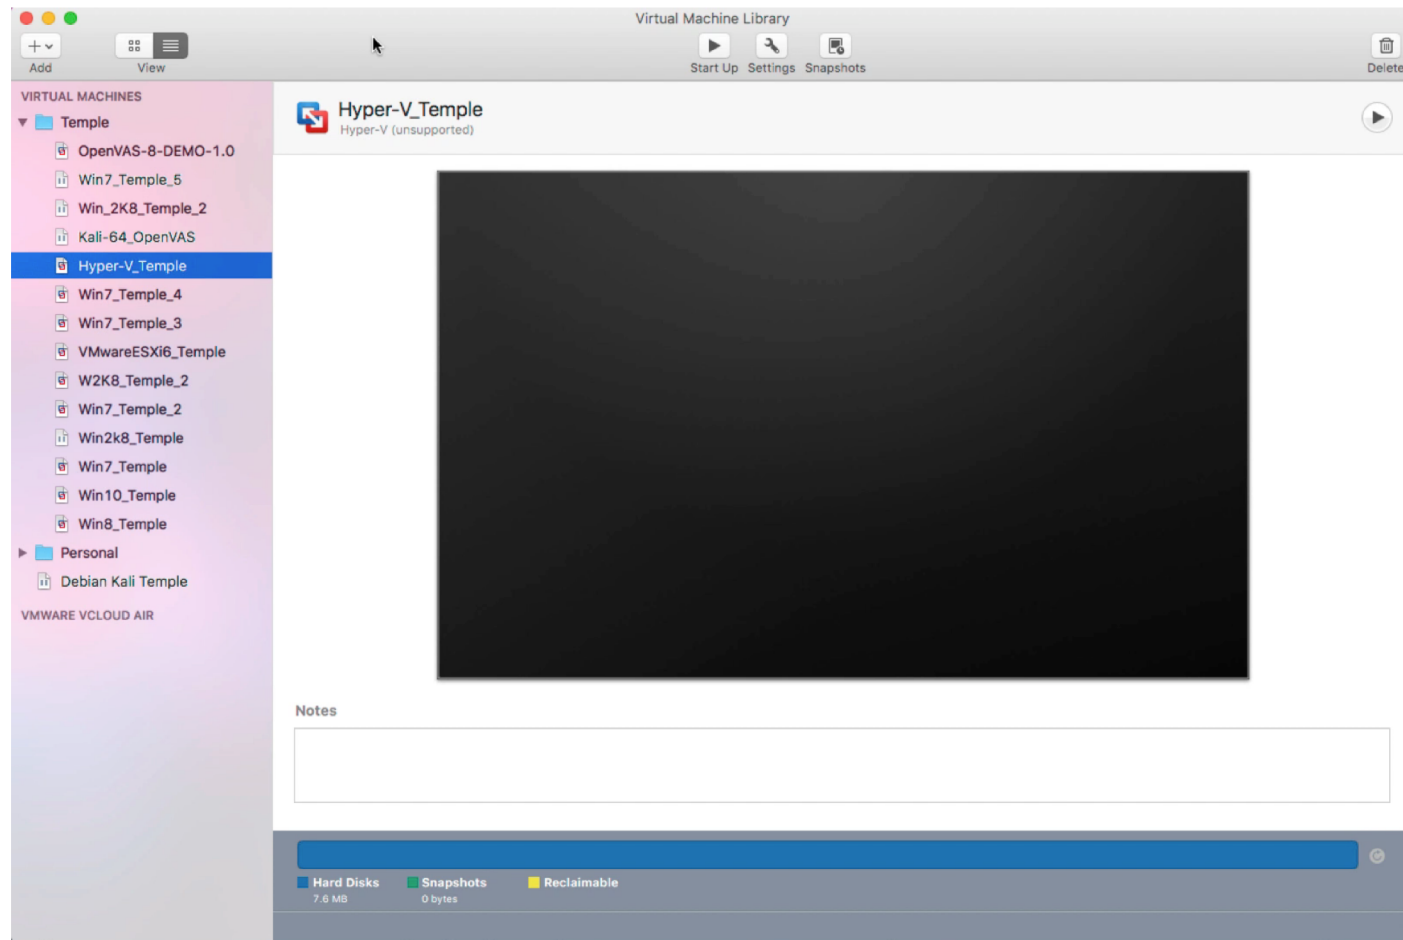 Virtual Machine Library
Add
View
Start Up
Settings
Snapshots
Delete
VIRTUAL MACHINES
Temple
OpenVAS-8-DEMO-1.0
Win7_Temple_5
Win_2K8_Temple_2
Kali-64_OpenVAS
Hyper-V_Temple
Win7_Temple_4
Win7_Temple_3
VMwareESXi6_Temple
W2K8_Temple_2
Win7_Temple_2
Win2k8_Temple
Win7_Temple
Win10_Temple
Win8_Temple
Personal
Debian Kali Temple
VMWARE VCLOUD AIR
Hyper-V_Temple
Hyper-V (unsupported)
Notes
Hard Disks
7.6 MB
Snapshots
0 bytes
Reclaimable